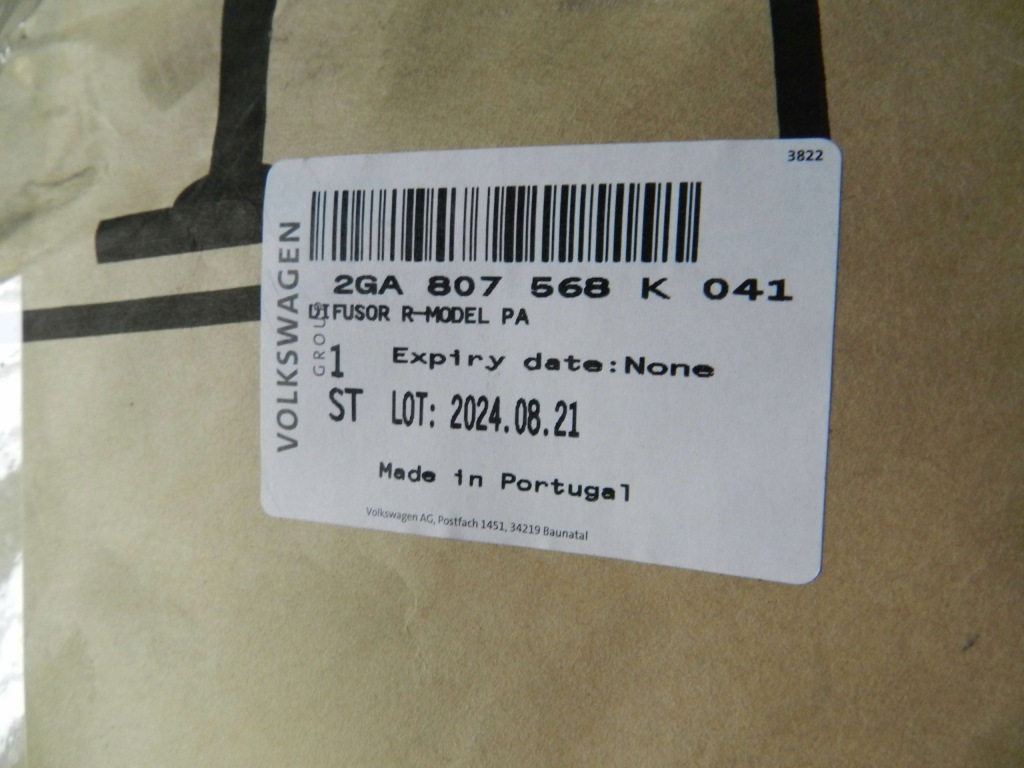 3822
VOLKSWAGEN
GROUP
2GA 807 568 K 041
DIFUSOR R-MODEL PA
1 Expiry date:None
ST LOT: 2024.08.21
Made in Portugal
Volkswagen AG, Postfach 1451, 34219 Baunatal